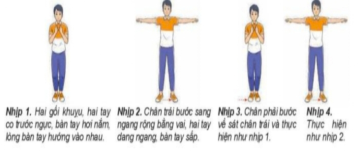 Nhịp 1. Hai gối khuyu, hai tay
co trước ngực, bàn tay hơi nắm,
lòng bàn tay hướng vào nhau.
Nhịp 2. Chân trái bước sang
ngang rộng bằng vai, hai tay
dang ngang, bàn tay sấp.
Nhịp 3. Chân phải bước
về sát chân trái và thực
hiện như nhịp 1.
Nhịp 4.
Thực hiện
như nhịp 2.